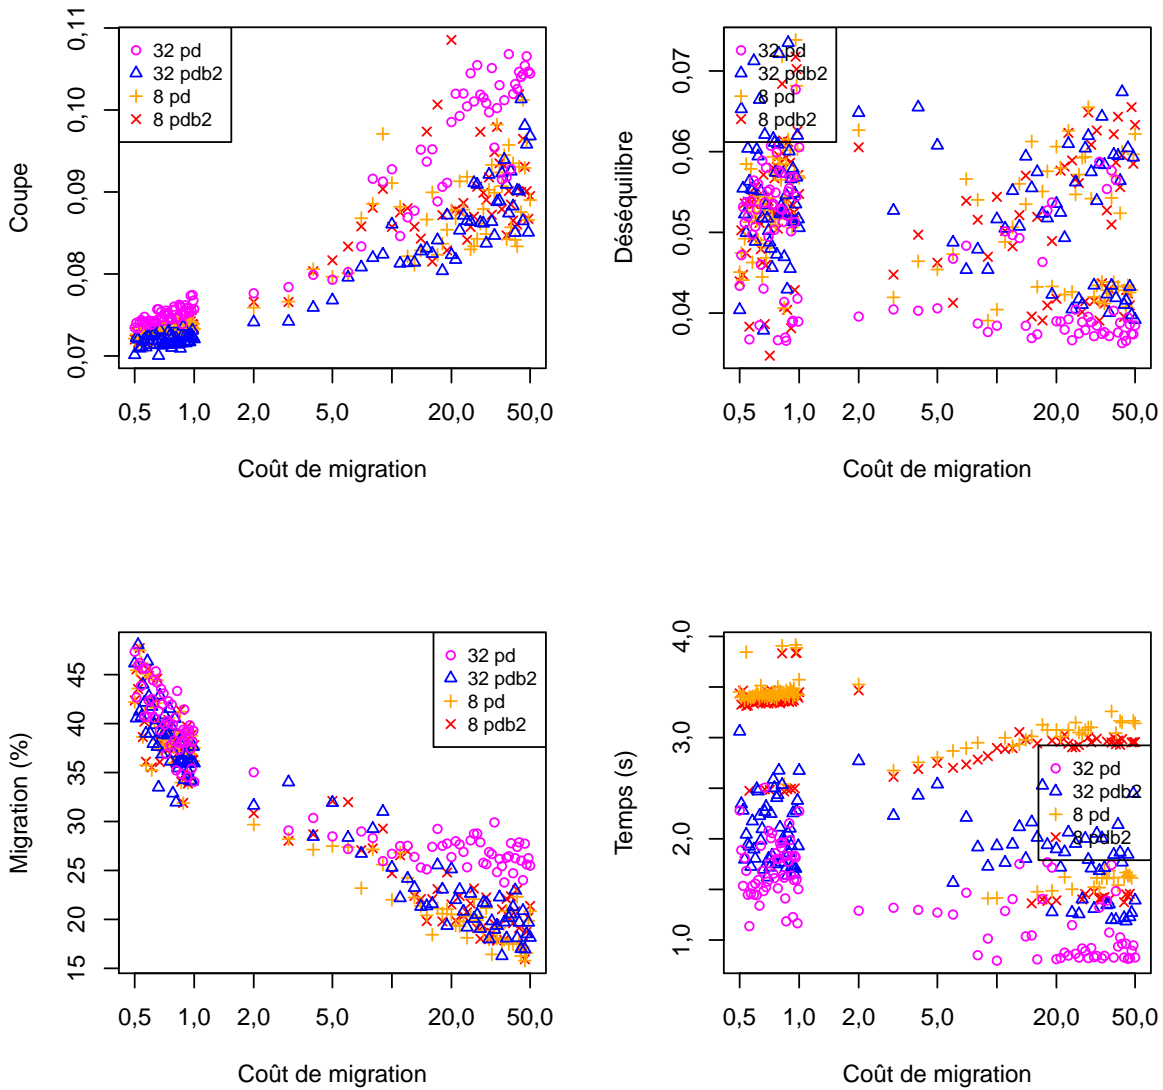 Coupe
0,11
0,10
0,09
0,08
0,07
32 pd
32 pdb2
8 pd
8 pdb2
0,5 1,0 2,0 5,0 20,0 50,0
Coût de migration
Déséquilibre
0,07
0,06
0,05
0,04
32 pd
32 pdb2
8 pd
8 pdb2
0,5 1,0 2,0 5,0 20,0 50,0
Coût de migration
Migration (%)
45
40
35
30
25
20
15
32 pd
32 pdb2
8 pd
8 pdb2
0,5 1,0 2,0 5,0 20,0 50,0
Coût de migration
Temps (s)
4,0
3,0
2,0
1,0
32 pd
32 pdb2
8 pd
8 pdb2
0,5 1,0 2,0 5,0 20,0 50,0
Coût de migration